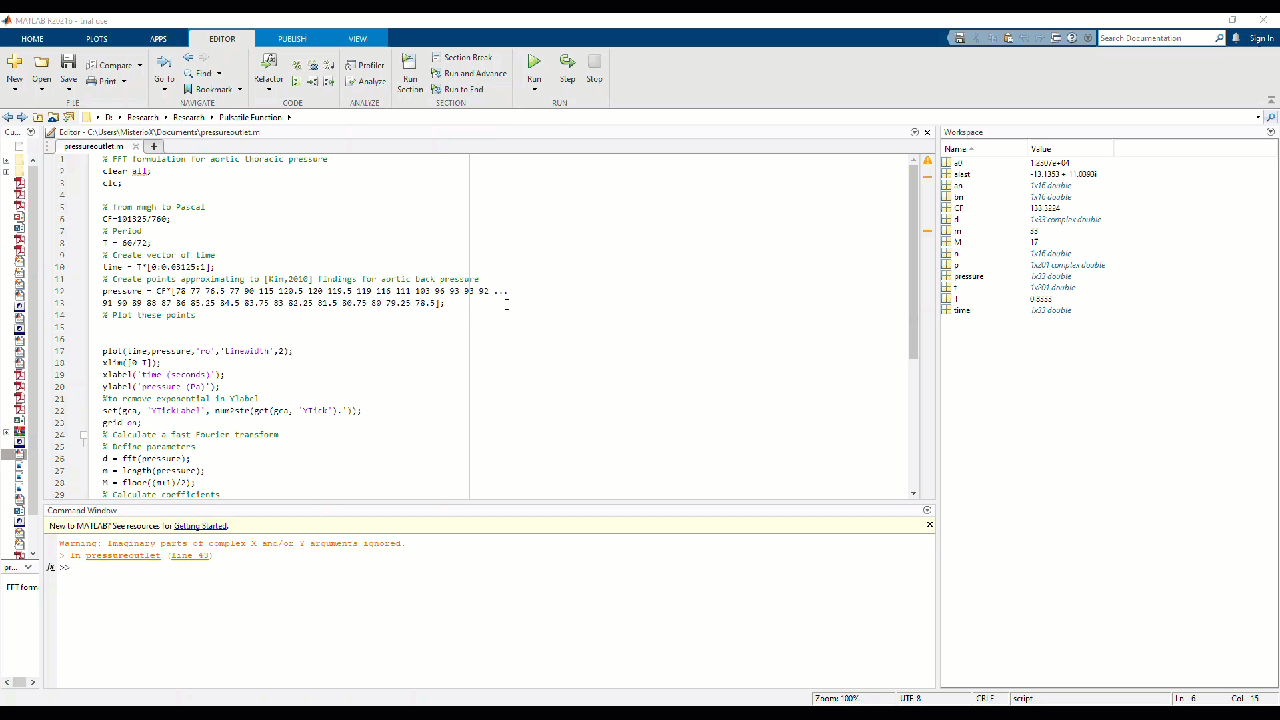 MATLAB R2021b - trial use
HOME PLOTS APPS EDITOR PUBLISH VIEW
Search Documentation
Sign In
New Open Save Compare Print
Go To Find Bookmark
Refactor
Profiler
Analyze
Run Section
Section Break
Run and Advance
Run to End
Run Step Stop
FILE NAVIGATE CODE ANALYZE SECTION RUN
D: Research Research Pulsatile Function
Cu...
Editor - C:\Users\MisterioX\Documents\pressureoutlet.m
pressureoutlet.m
1 % FFT formulation for aortic thoracic pressure
2 clear all;
3 clc;
4
5 % from mmgh to Pascal
6 CF=101325/760;
7 % Period
8 T = 60/72;
9 % Create vector of time
10 time = T*[0:0.03125:1];
11 % Create points approximating to [Kim,2010] findings for aortic back pressure
12 pressure = CF*[78 77 76.5 77 90 115 120.5 120 119.5 119 116 111 103 96 93 93 92 ...
13 91 90 89 88 87 86 85.25 84.5 83.75 83 82.25 81.5 80.75 80 79.25 78.5];
14 % Plot these points
15
16
17 plot(time,pressure,'ro','linewidth',2);
18 xlim([0 T]);
19 xlabel('time (seconds)');
20 ylabel('pressure (Pa)');
21 %to remove exponential in Ylabel
22 set(gca, 'YTickLabel', num2str(get(gca, 'YTick').'));
23 grid on;
24 % Calculate a fast Fourier transform
25 % Define parameters
26 d = fft(pressure);
27 m = length(pressure);
28 M = floor((m+1)/2);
29 % Calculate coefficients
Command Window
New to MATLAB? See resources for Getting Started.
Warning: Imaginary parts of complex X and/or Y arguments ignored.
> In pressureoutlet (line 43)
fx >>
pr...
FFT form
Workspace
Name Value
a0 1.2507e+04
alast -13.1353 + 11.0393i
an 1x16 double
bn 1x16 double
CF 133.3224
d 1x33 complex double
m 33
M 17
n 1x16 double
p 1x201 complex double
pressure 1x33 double
t 1x201 double
T 0.8333
time 1x33 double
Zoom: 100% UTF-8 CRLF script Ln 6 Col 15